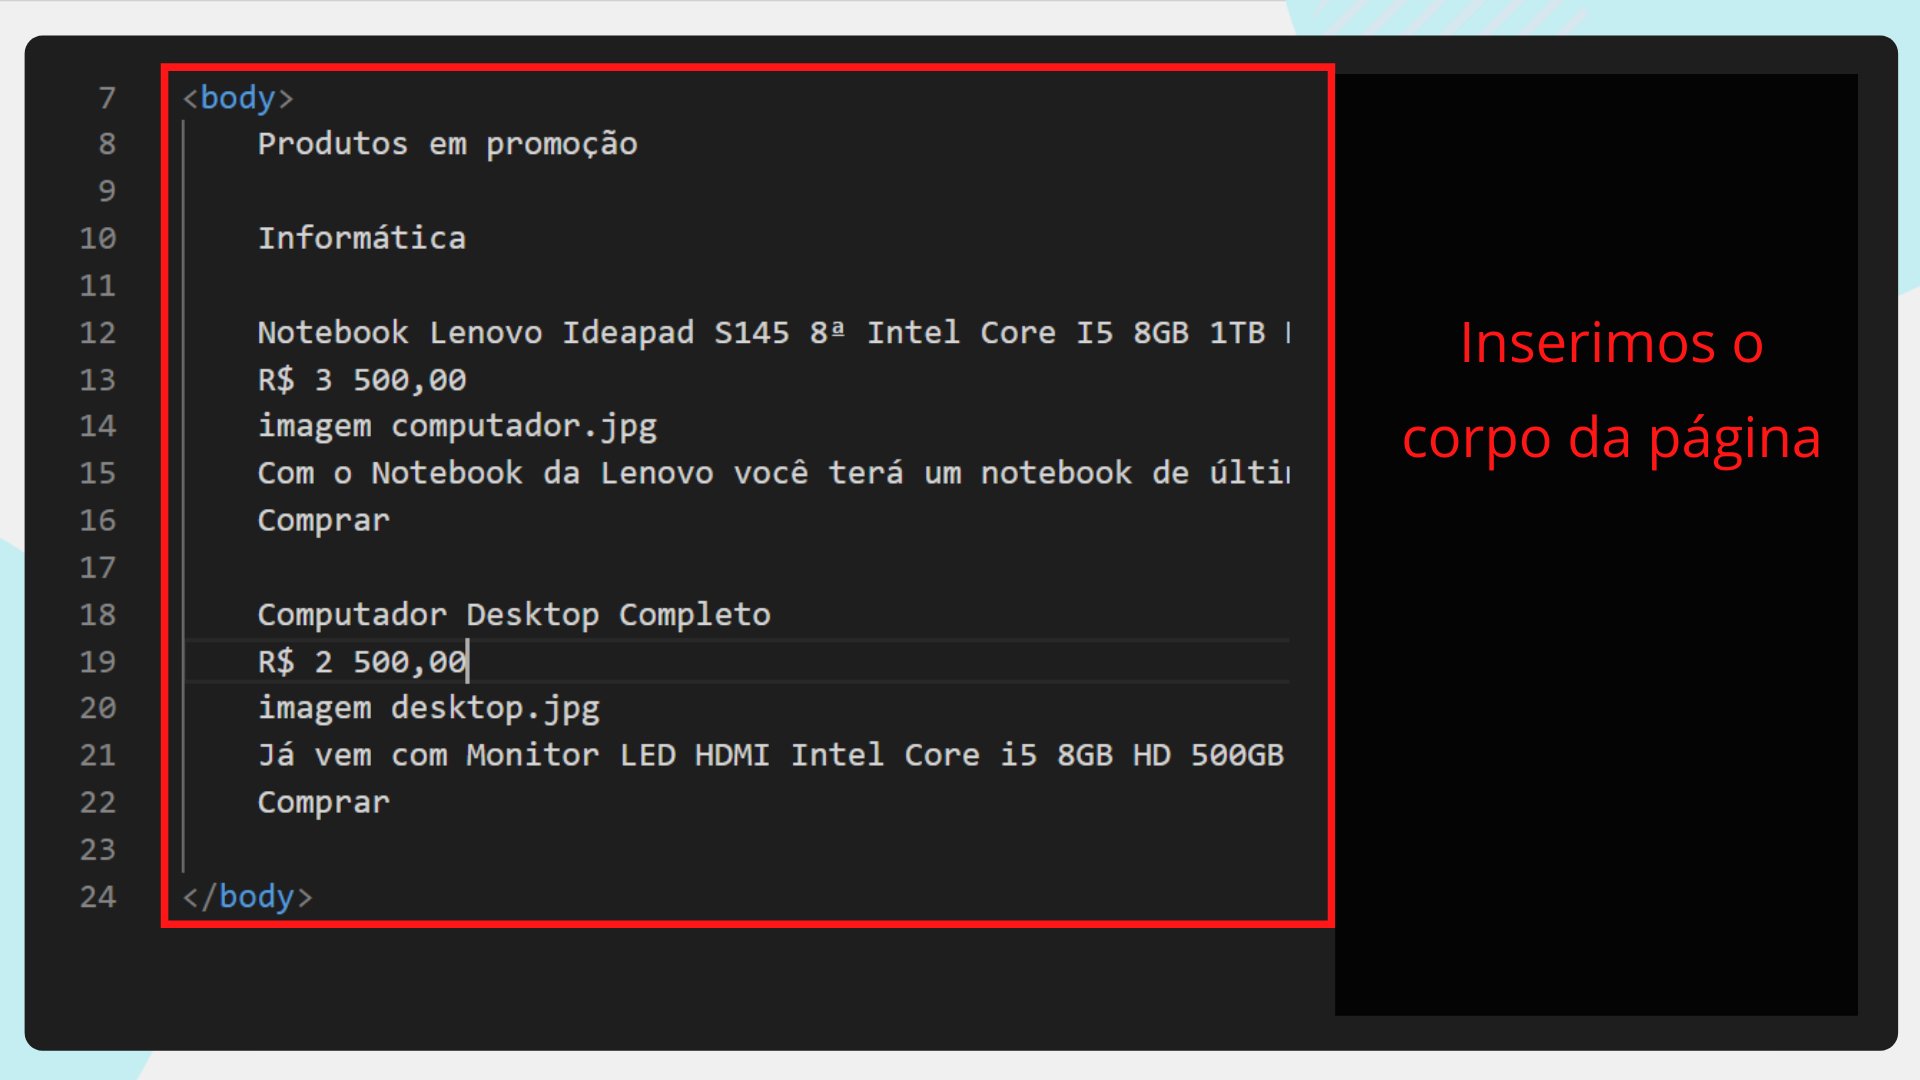 7 <body>
8 Produtos em promoção
9
10 Informática
11
12 Notebook Lenovo Ideapad S145 8ª Intel Core I5 8GB 1TB
13 R$ 3 500,00
14 imagem computador.jpg
15 Com o Notebook da Lenovo você terá um notebook de
16 Comprar
17
18 Computador Desktop Completo
19 R$ 2 500,00
20 imagem desktop.jpg
21 Já vem com Monitor LED HDMI Intel Core i5 8GB HD 500GB
22 Comprar
23
24 </body>
Inserimos o
corpo da página